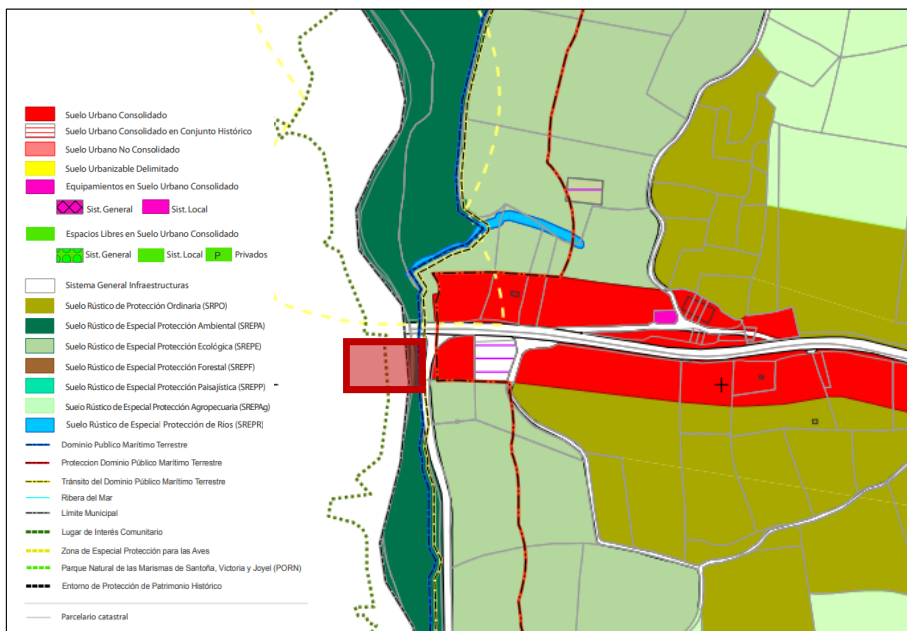 Suelo Urbano Consolidado
Suelo Urbano Consolidado en Conjunto Histórico
Suelo Urbano No Consolidado
Suelo Urbanizable Delimitado
Equipamientos en Suelo Urbano Consolidado
Sist. General Sist. Local
Espacios Libres en Suelo Urbano Consolidado
Sist. General Sist. Local P Privados
Sistema General Infraestructuras
Suelo Rústico de Protección Ordinaria (SRPO)
Suelo Rústico de Especial Protección Ambiental (SREPA)
Suelo Rústico de Especial Protección Ecológica (SREPE)
Suelo Rústico de Especial Protección Forestal (SREPF)
Suelo Rústico de Especial Protección Paisajística (SREPP)
Suelo Rústico de Especial Protección Agropecuaria (SREPAg)
Suelo Rústico de Especial Protección de Ríos (SREPR)
Dominio Publico Marítimo Terrestre
Proteccion Dominio Público Marítimo Terrestre
Tránsito del Dominio Público Marítimo Terrestre
Ribera del Mar
Límite Municipal
Lugar de Interés Comunitario
Zona de Especial Protección para las Aves
Parque Natural de las Marismas de Santoña, Victoria y Joyel (PORN)
Entorno de Protección de Patrimonio Histórico
Parcelario catastral